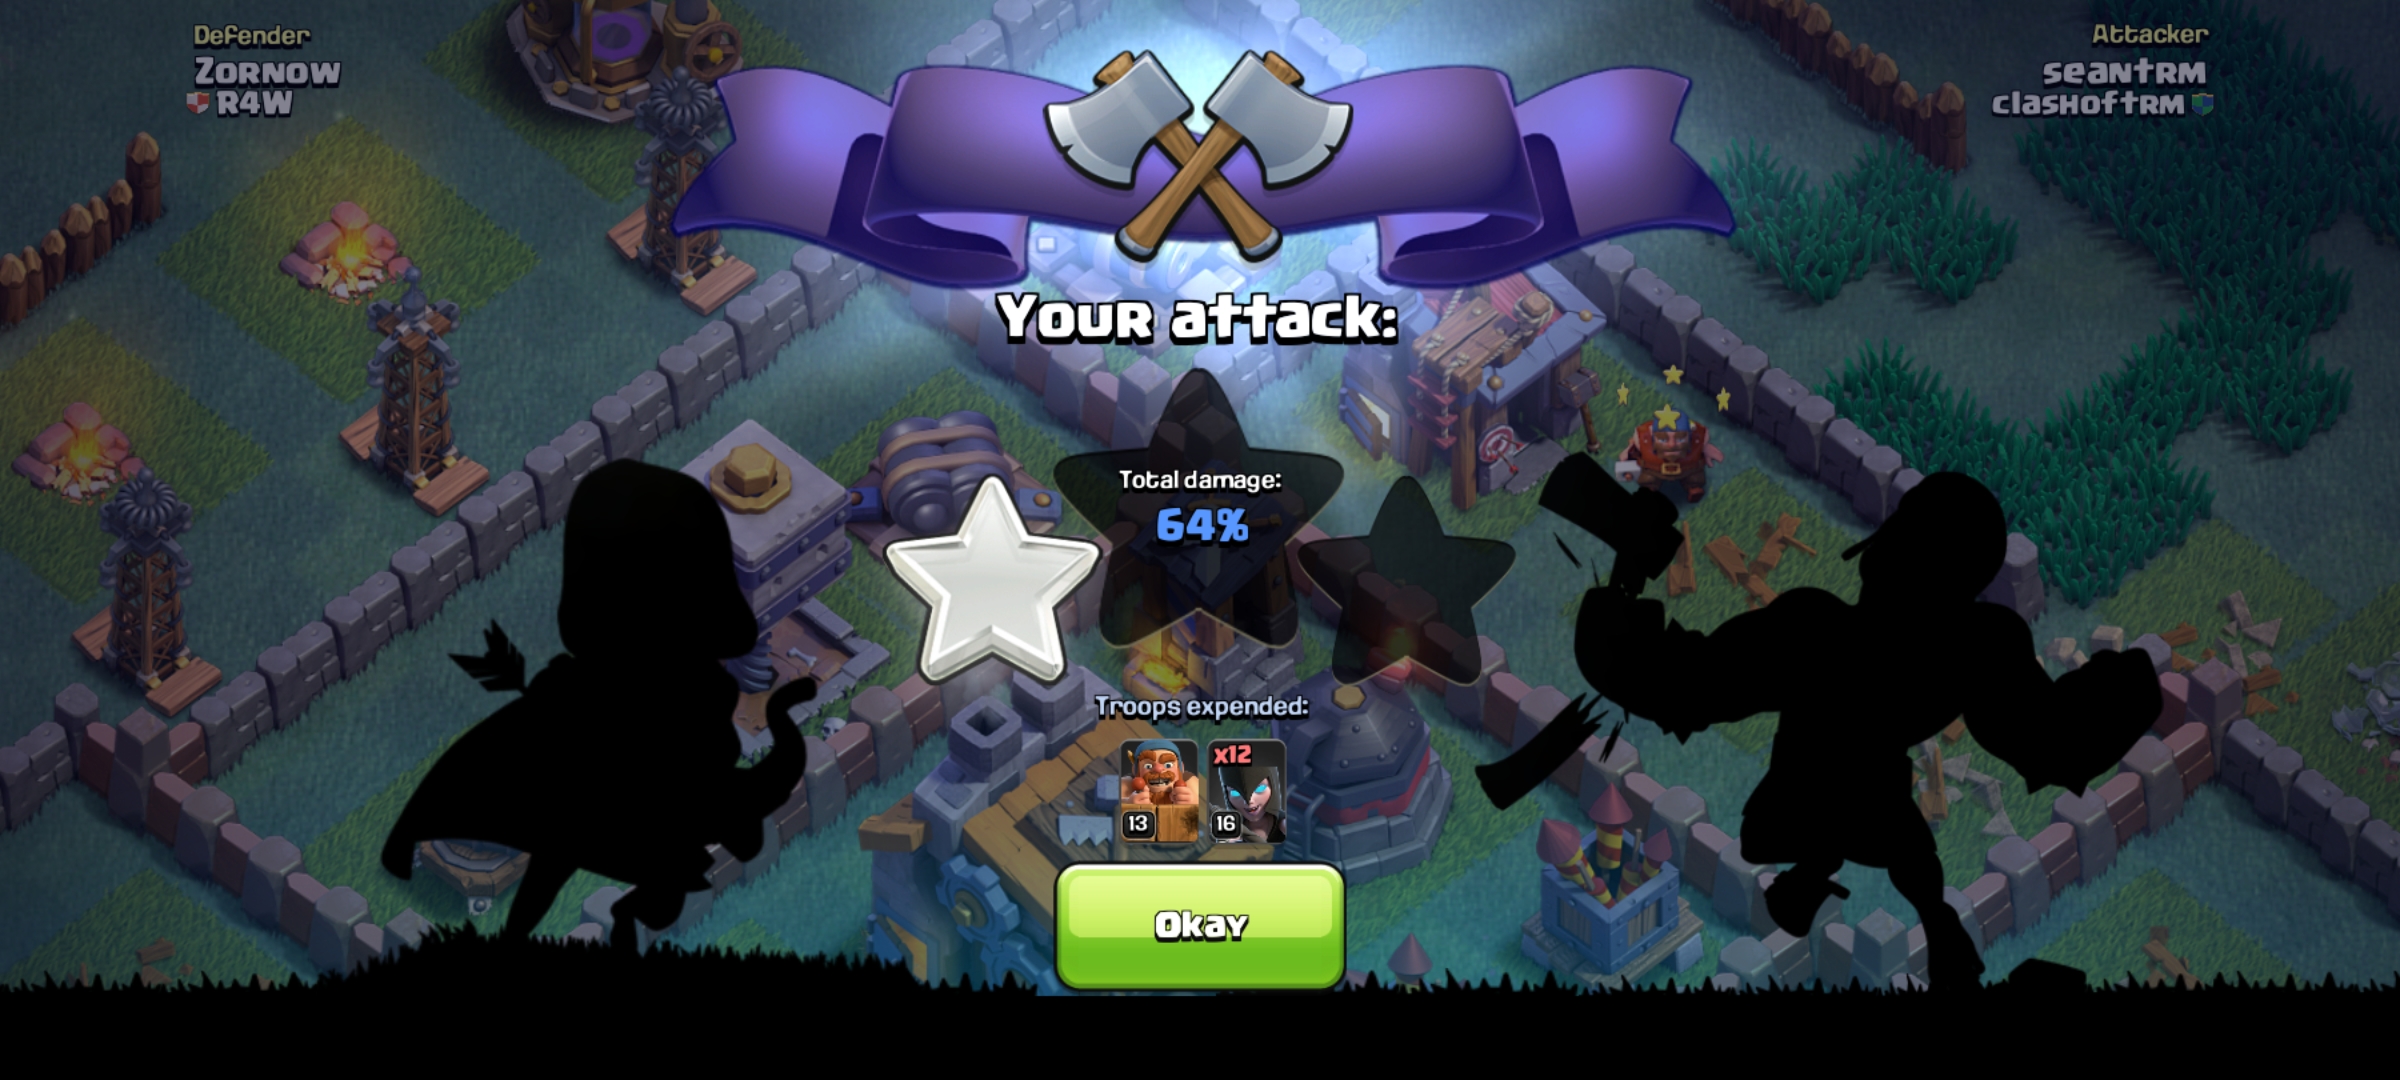 Defender
Zornow
R4W
Attacker
seantrm
clashoftrm
Your attack:
Total damage:
64%
Troops expended:
x12
13
16
Okay